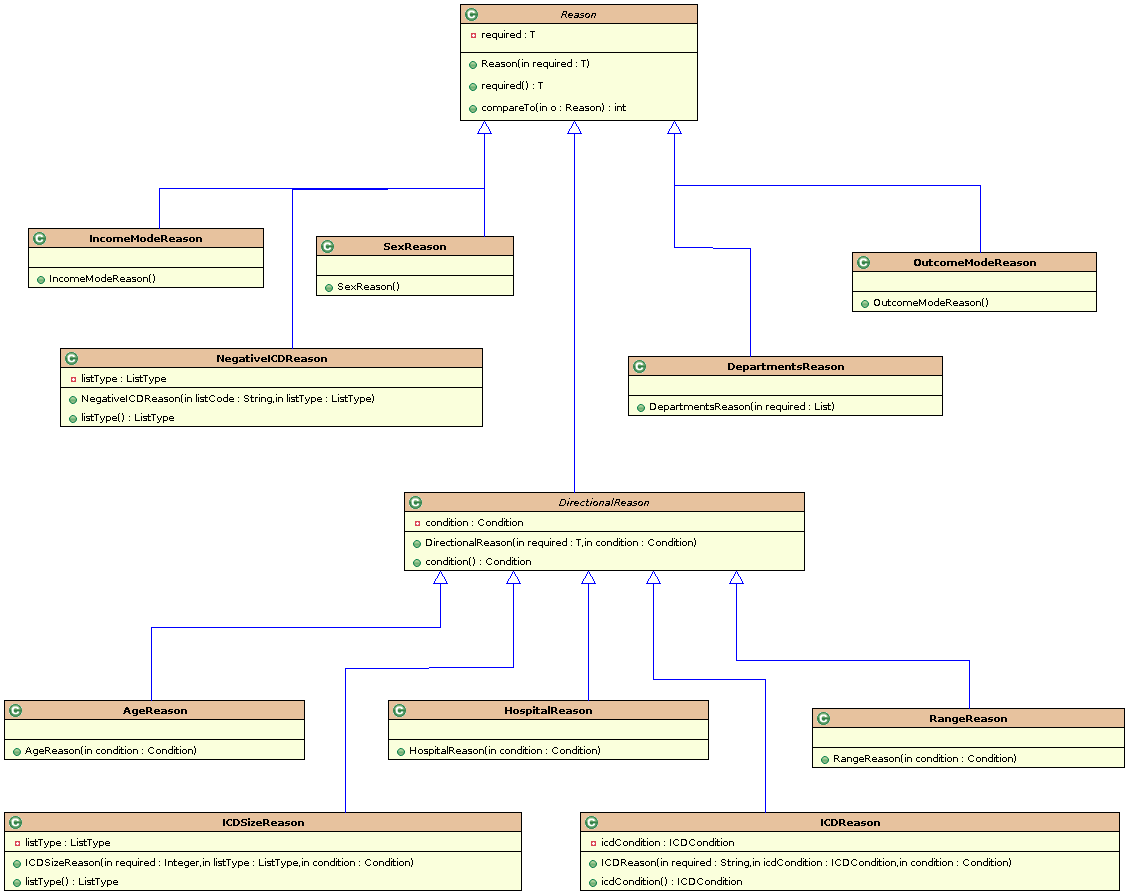 Reason
required : T
Reason(in required : T)
required() : T
compareTo(in o : Reason) : int
IncomeModeReason
IncomeModeReason()
SexReason
SexReason()
OutcomeModeReason
OutcomeModeReason()
NegativeICDReason
listType : ListType
NegativeICDReason(in listCode : String,in listType : ListType)
listType() : ListType
DepartmentsReason
DepartmentsReason(in required : List)
DirectionalReason
condition : Condition
DirectionalReason(in required : T,in condition : Condition)
condition() : Condition
AgeReason
AgeReason(in condition : Condition)
HospitalReason
HospitalReason(in condition : Condition)
RangeReason
RangeReason(in condition : Condition)
ICDSizeReason
listType : ListType
ICDSizeReason(in required : Integer,in listType : ListType,in condition : Condition)
listType() : ListType
ICDReason
icdCondition : ICDCondition
ICDReason(in required : String,in icdCondition : ICDCondition,in condition : Condition)
icdCondition() : ICDCondition